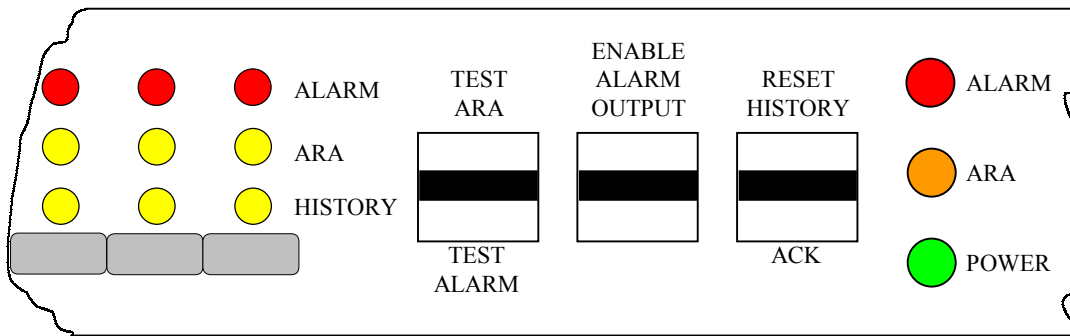 ALARM
ARA
HISTORY
TEST
ARA
TEST
ALARM
ENABLE
ALARM
OUTPUT
RESET
HISTORY
ACK
ALARM
ARA
POWER